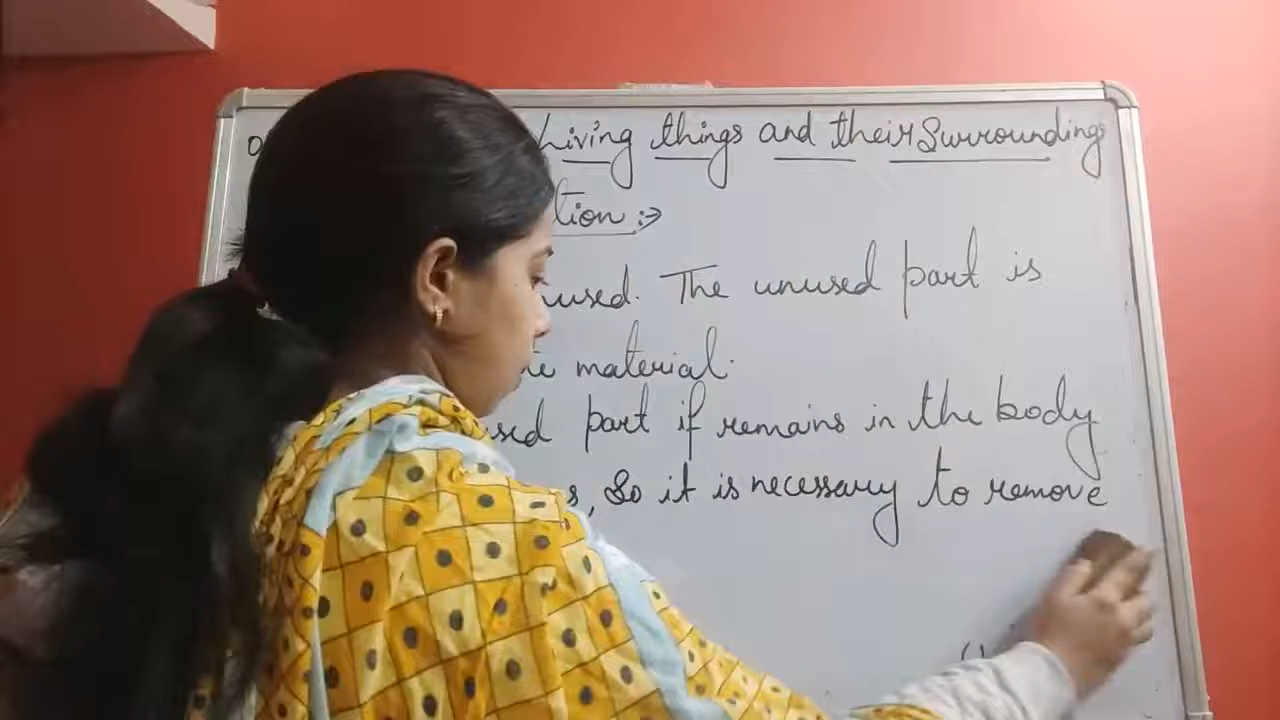 Living things and their Surroundings
tion :->
used. The unused part is
material.
part if remains in the body
, So it is necessary to remove